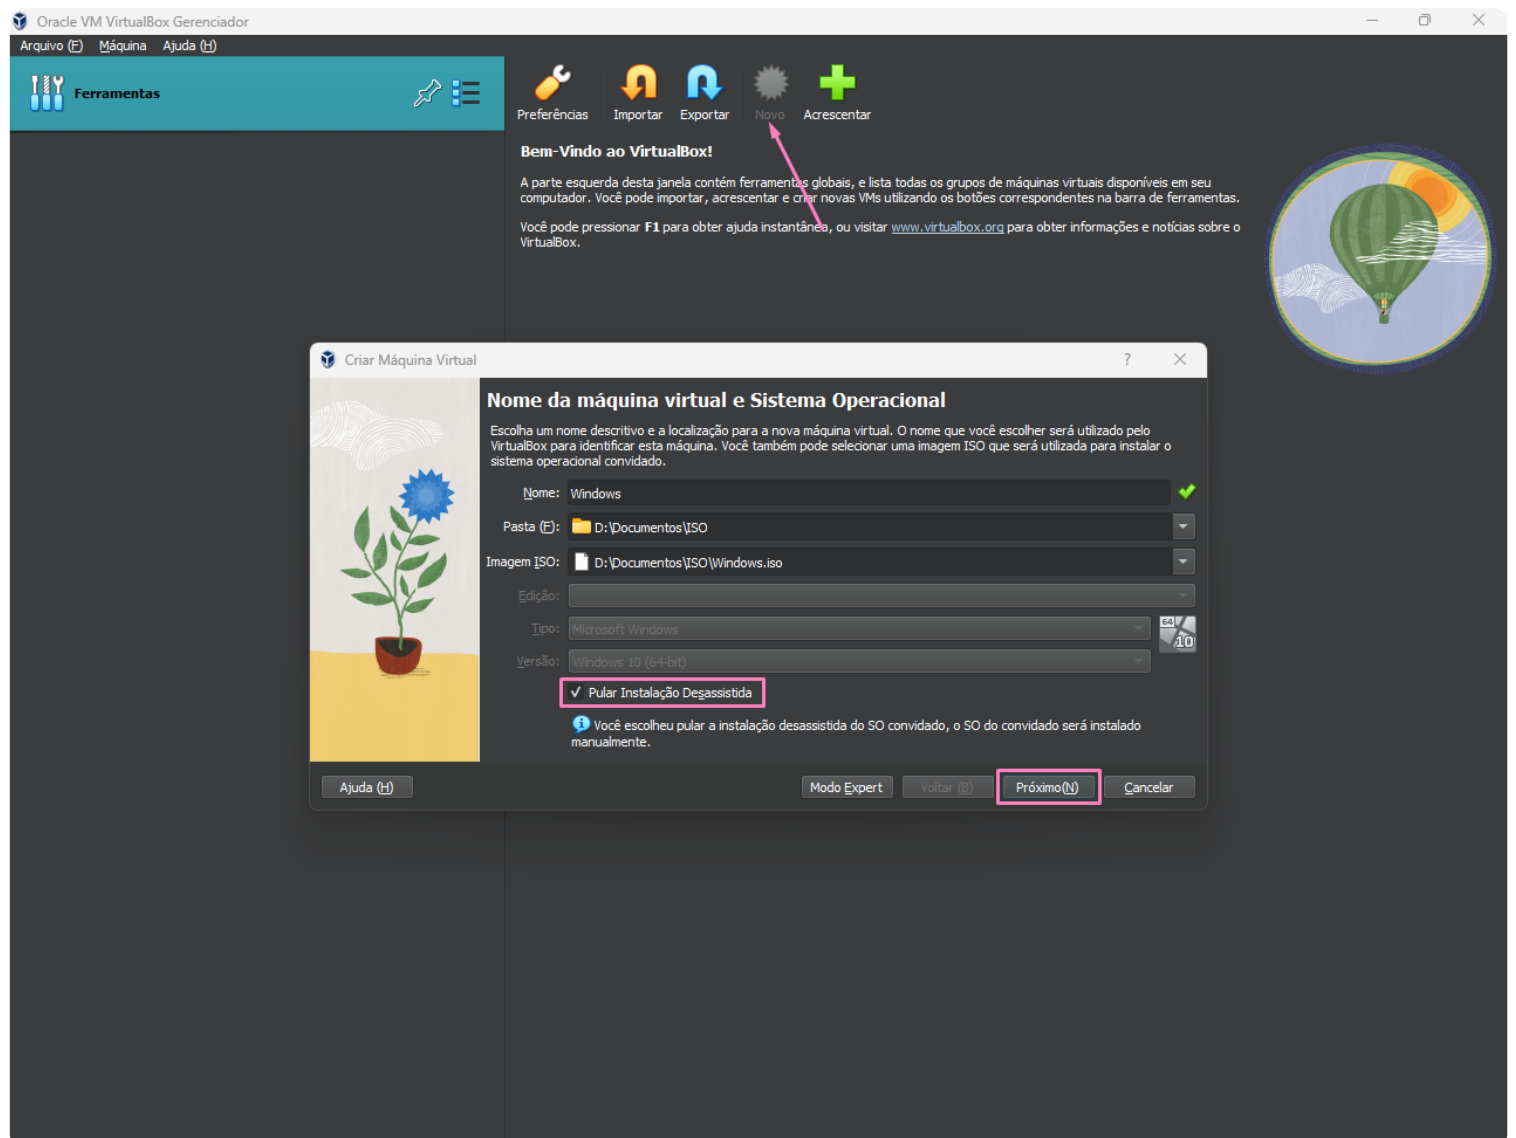 Oracle VM VirtualBox Gerenciador
Arquivo (F) Máquina Ajuda (H)
Ferramentas
Preferências Importar Exportar Novo Acrescentar
Bem-Vindo ao VirtualBox!
A parte esquerda desta janela contém ferramentas globais, e lista todas os grupos de máquinas virtuais disponíveis em seu
computador. Você pode importar, acrescentar e criar novas VMs utilizando os botões correspondentes na barra de ferramentas.
Você pode pressionar F1 para obter ajuda instantânea, ou visitar www.virtualbox.org para obter informações e notícias sobre o
VirtualBox.
Criar Máquina Virtual ?
Nome da máquina virtual e Sistema Operacional
Escolha um nome descritivo e a localização para a nova máquina virtual. O nome que você escolher será utilizado pelo
VirtualBox para identificar esta máquina. Você também pode selecionar uma imagem ISO que será utilizada para instalar o
sistema operacional convidado.
Nome: Windows
Pasta (F): D:\Documentos\ISO
Imagem ISO: D:\Documentos\ISO\Windows.iso
Edição:
Tipo: Microsoft Windows
64
10
Versão: Windows 10 (64-bit)
Pular Instalação Desassistida
Você escolheu pular a instalação desassistida do SO convidado, o SO do convidado será instalado
manualmente.
Ajuda (H) Modo Expert Voltar (B) Próximo(N) Cancelar